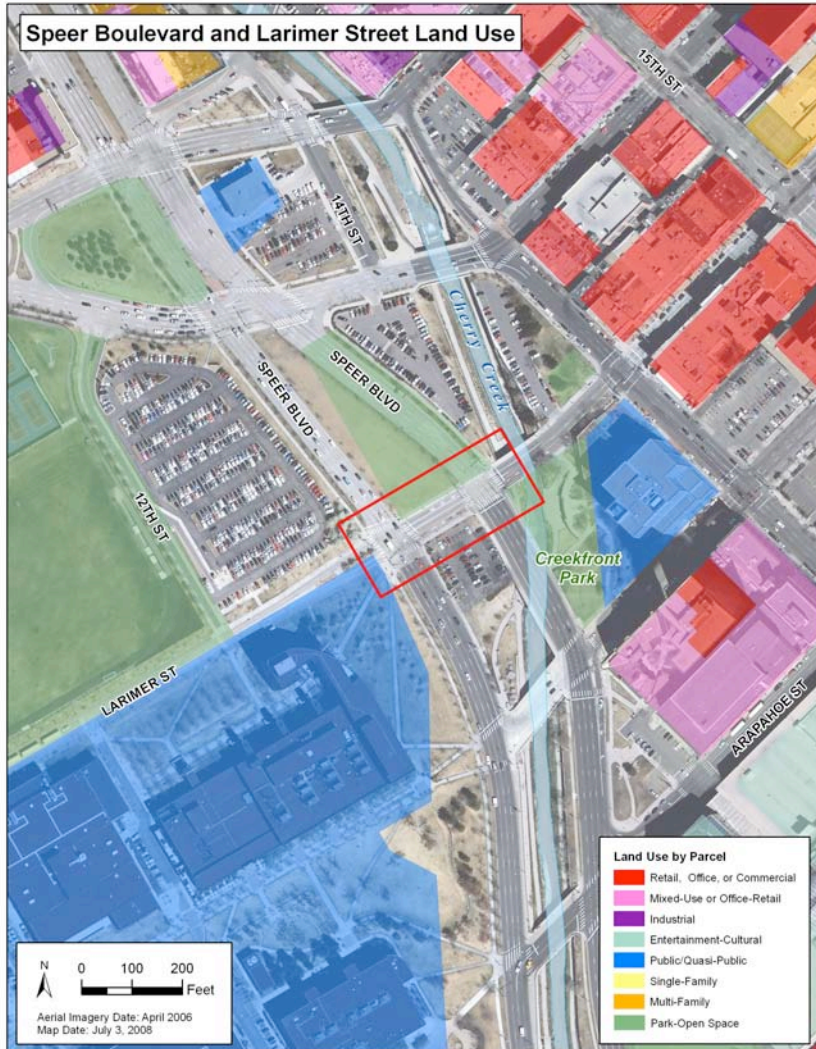 Speer Boulevard and Larimer Street Land Use
15TH ST
14TH ST
Cherry Creek
SPEER BLVD
SPEER BLVD
12TH ST
Creekfront
Park
LARIMER ST
ARAPAHOE ST
Land Use by Parcel
Retail, Office, or Commercial
Mixed-Use or Office-Retail
Industrial
Entertainment-Cultural
Public/Quasi-Public
Single-Family
Multi-Family
Park-Open Space
N
0 100 200
Feet
Aerial Imagery Date: April 2006
Map Date: July 3, 2008